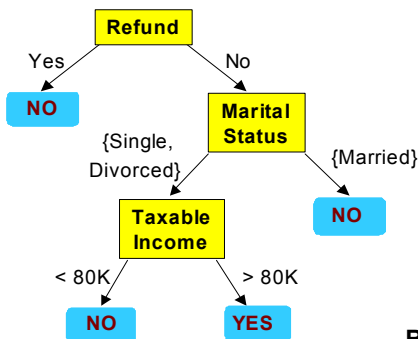 Refund
Yes
No
NO
Marital
Status
{Single,
Divorced}
{Married}
Taxable
Income
NO
< 80K
> 80K
NO
YES